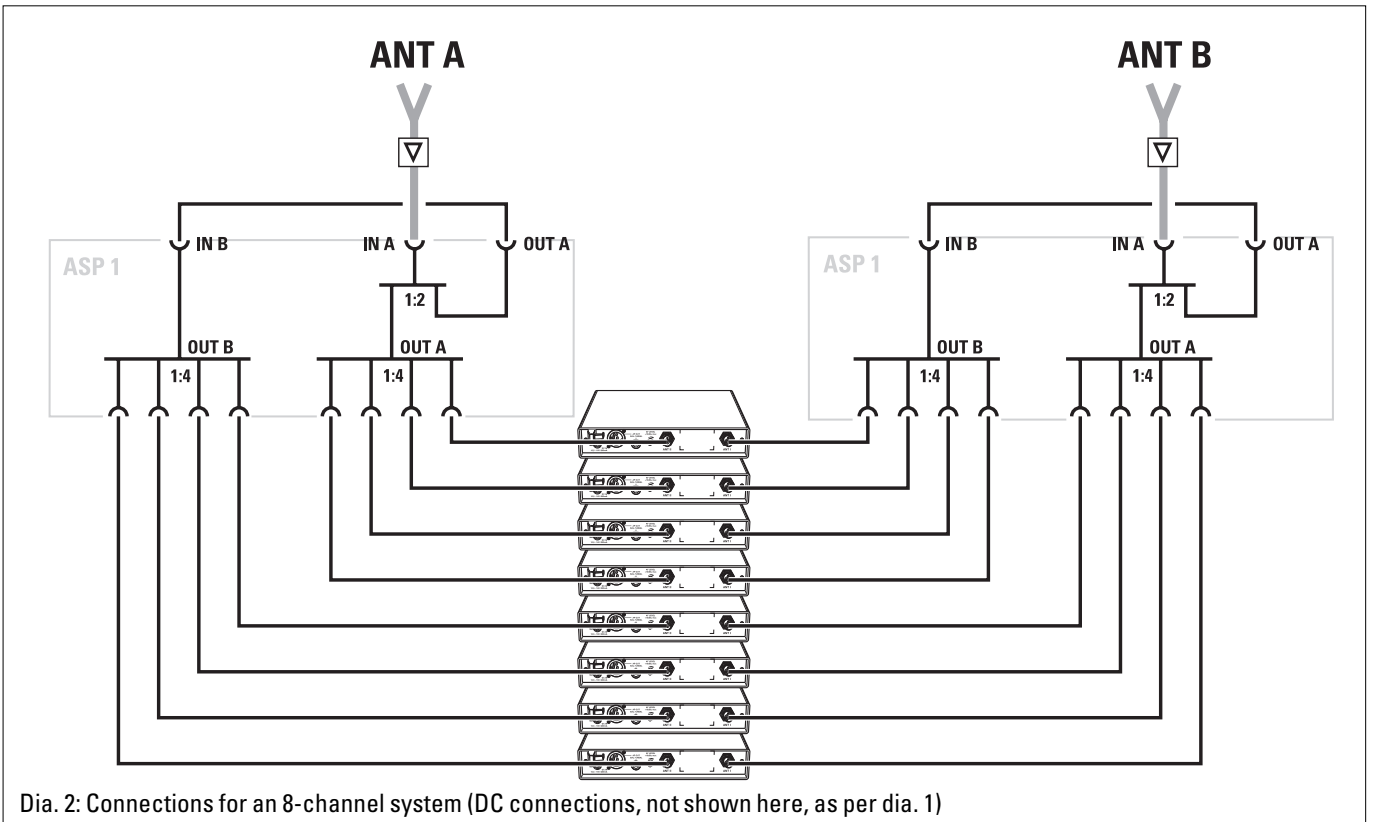 ANT A ANT B
IN B IN A OUT A IN B IN A OUT A
ASP 1 ASP 1
1:2 1:2
OUT B OUT A OUT B OUT A
1:4 1:4 1:4 1:4
Dia. 2: Connections for an 8-channel system (DC connections, not shown here, as per dia. 1)